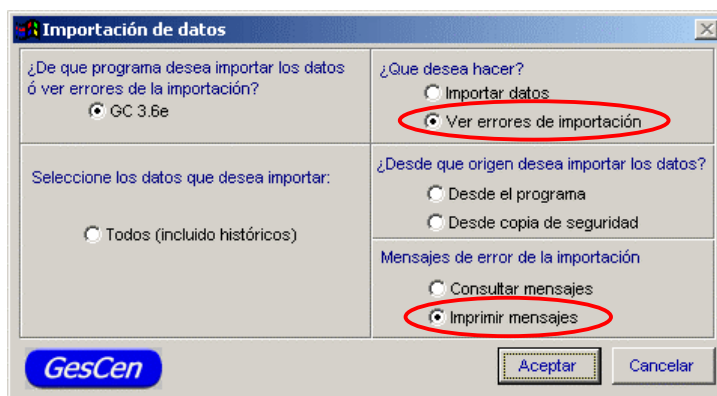 Importación de datos
¿De que programa desea importar los datos
ó ver errores de la importación?
GC 3.6e
¿Que desea hacer?
Importar datos
Ver errores de importación
Seleccione los datos que desea importar:
Todos (incluido históricos)
¿Desde que origen desea importar los datos?
Desde el programa
Desde copia de seguridad
Mensajes de error de la importación
Consultar mensajes
Imprimir mensajes
GesCen
Aceptar
Cancelar